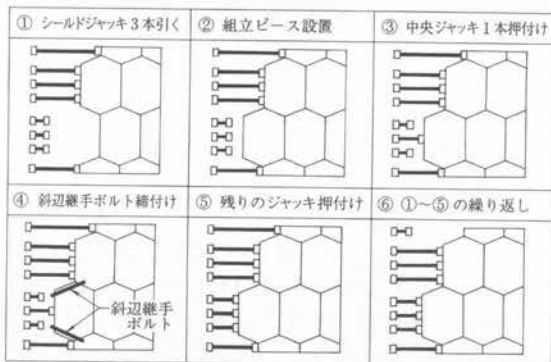 ① シールドジャッキ3本引く
② 組立ピース設置
③ 中央ジャッキ1本押付け
④ 斜辺継手ボルト締付け
⑤ 残りのジャッキ押付け
⑥ ①~⑤の繰り返し
斜辺継手
ボルト